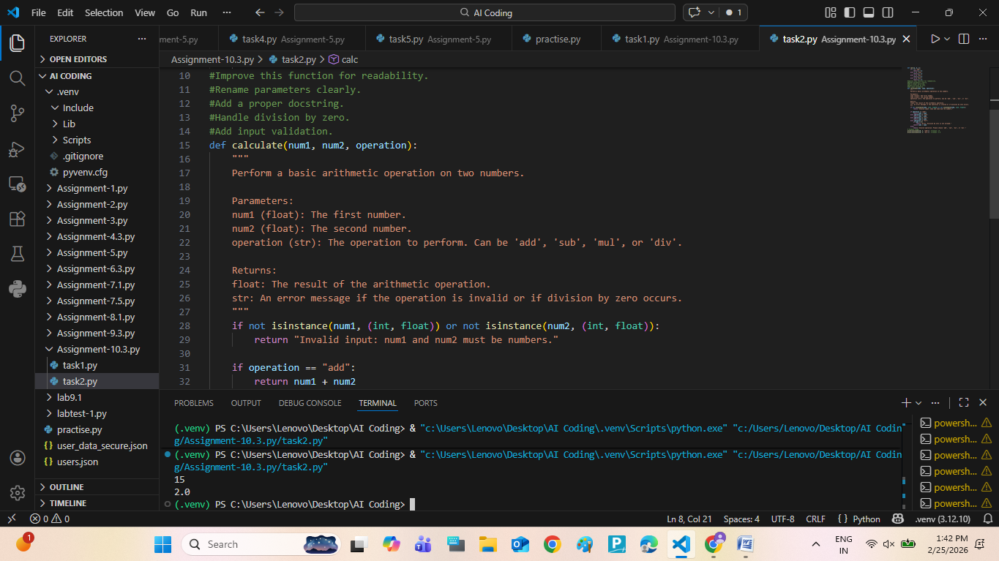 File Edit Selection View Go Run ··· AI Coding 1
EXPLORER ···
OPEN EDITORS
AI CODING
.venv
Include
Lib
Scripts
.gitignore
pyvenv.cfg
Assignment-1.py
Assignment-2.py
Assignment-3.py
Assignment-4.3.py
Assignment-5.py
Assignment-6.3.py
Assignment-7.1.py
Assignment-7.5.py
Assignment-8.1.py
Assignment-9.3.py
Assignment-10.3.py
task1.py
task2.py
lab9.1
labtest-1.py
practise.py
{} user_data_secure.json
{} users.json
OUTLINE
TIMELINE
ment-5.py task4.py Assignment-5.py task5.py Assignment-5.py practise.py task1.py Assignment-10.3.py task2.py Assignment-10.3.py
Assignment-10.3.py > task2.py > calc
10 #Improve this function for readability.
11 #Rename parameters clearly.
12 #Add a proper docstring.
13 #Handle division by zero.
14 #Add input validation.
15 def calculate(num1, num2, operation):
16 """
17 Perform a basic arithmetic operation on two numbers.
18
19 Parameters:
20 num1 (float): The first number.
21 num2 (float): The second number.
22 operation (str): The operation to perform. Can be 'add', 'sub', 'mul', or 'div'.
23
24 Returns:
25 float: The result of the arithmetic operation.
26 str: An error message if the operation is invalid or if division by zero occurs.
27 """
28 if not isinstance(num1, (int, float)) or not isinstance(num2, (int, float)):
29 return "Invalid input: num1 and num2 must be numbers."
30
31 if operation == "add":
32 return num1 + num2
PROBLEMS OUTPUT DEBUG CONSOLE TERMINAL PORTS
(.venv) PS C:\Users\Lenovo\Desktop\AI Coding> & "c:\Users\Lenovo\Desktop\AI Coding\.venv\Scripts\python.exe" "c:/Users/Lenovo/Desktop/AI Codin
g/Assignment-10.3.py/task2.py"
(.venv) PS C:\Users\Lenovo\Desktop\AI Coding> & "c:\Users\Lenovo\Desktop\AI Coding\.venv\Scripts\python.exe" "c:/Users/Lenovo/Desktop/AI Codin
g/Assignment-10.3.py/task2.py"
15
2.0
(.venv) PS C:\Users\Lenovo\Desktop\AI Coding>
powersh...
powersh...
powersh...
powersh...
powersh...
powersh...
0 0 Ln 8, Col 21 Spaces: 4 UTF-8 CRLF {} Python .venv (3.12.10)
1 Search ENG
IN
1:42 PM
2/25/2026